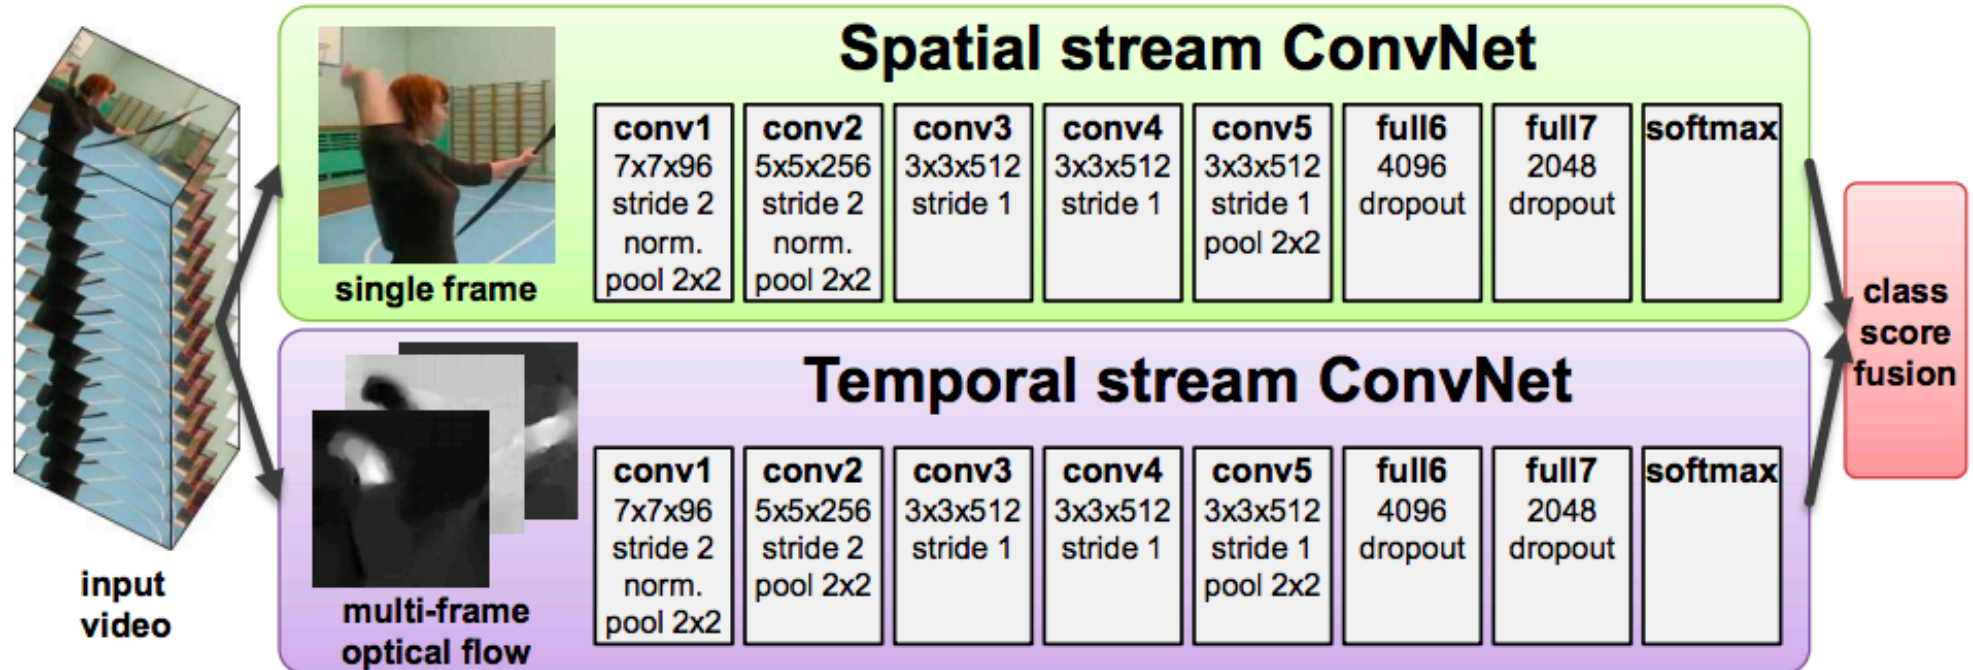 Spatial stream ConvNet
single frame
conv1
7x7x96
stride 2
norm.
pool 2x2
conv2
5x5x256
stride 2
norm.
pool 2x2
conv3
3x3x512
stride 1
conv4
3x3x512
stride 1
conv5
3x3x512
stride 1
pool 2x2
full6
4096
dropout
full7
2048
dropout
softmax
input
video
Temporal stream ConvNet
multi-frame
optical flow
conv1
7x7x96
stride 2
norm.
pool 2x2
conv2
5x5x256
stride 2
pool 2x2
conv3
3x3x512
stride 1
conv4
3x3x512
stride 1
conv5
3x3x512
stride 1
pool 2x2
full6
4096
dropout
full7
2048
dropout
softmax
class
score
fusion